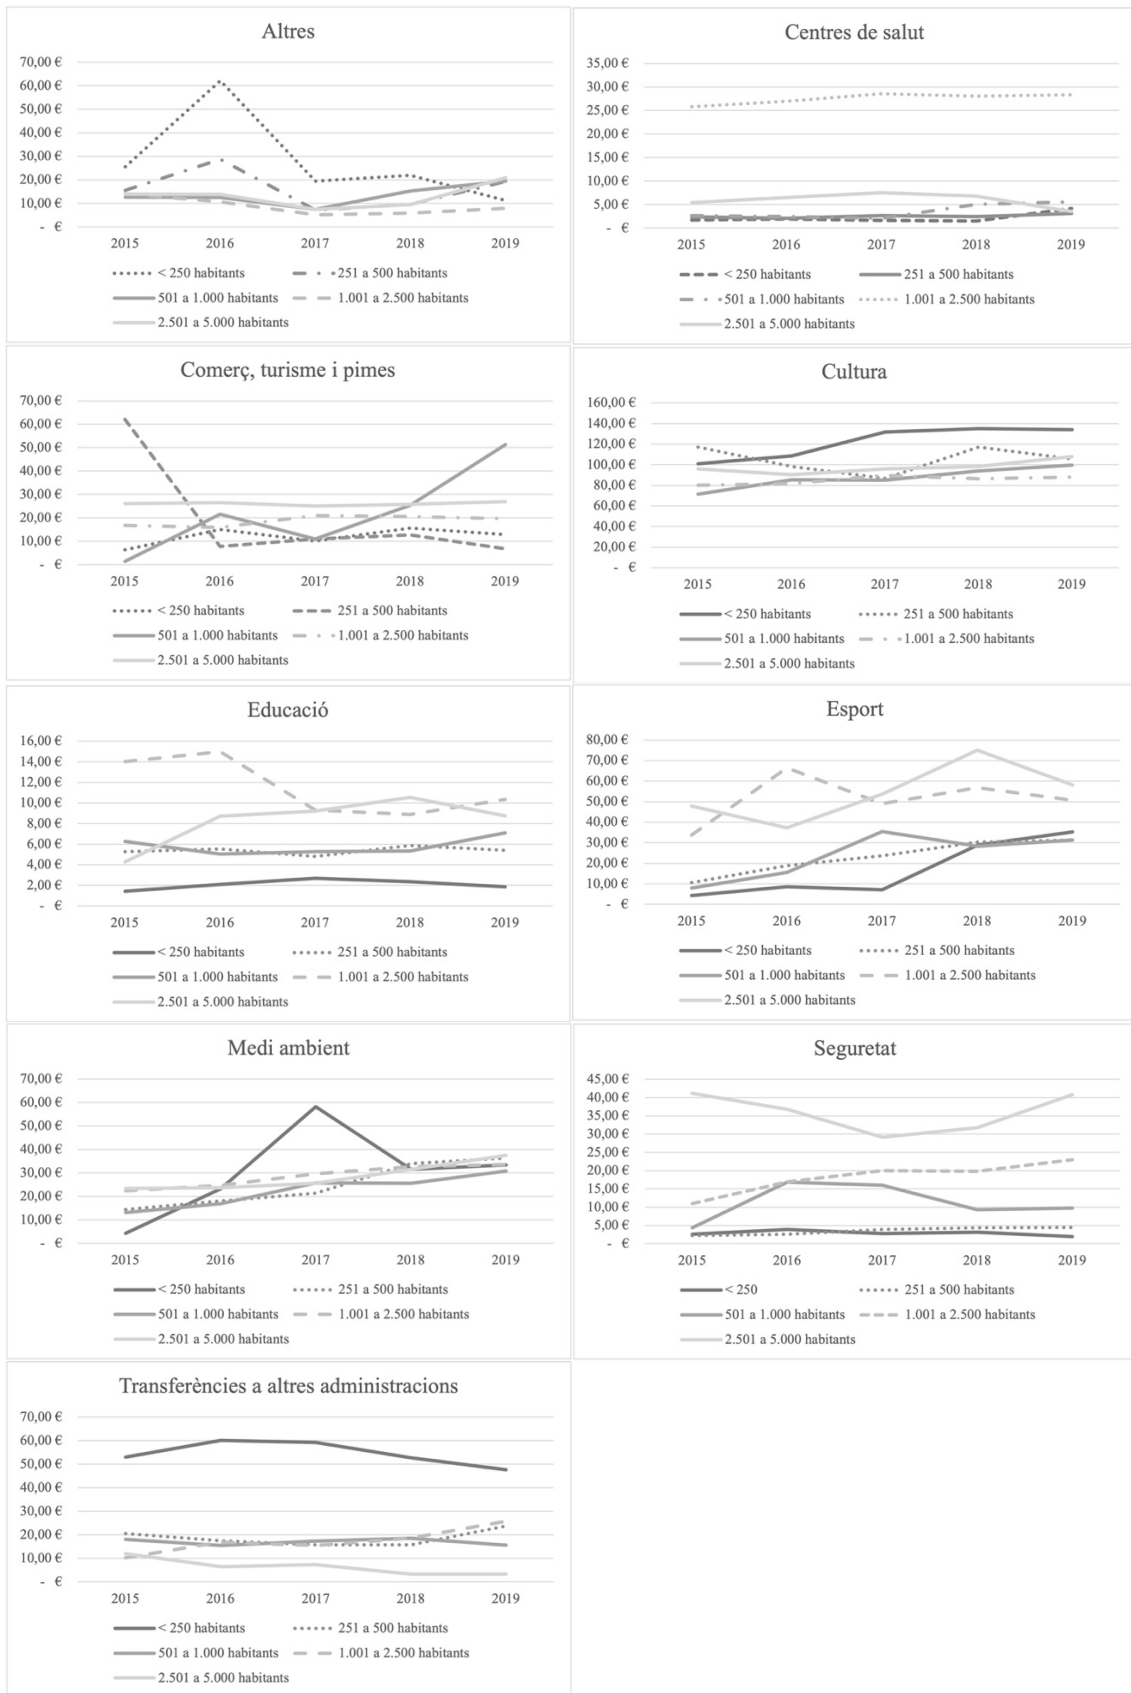 Altres
70,00 €
60,00 €
50,00 €
40,00 €
30,00 €
20,00 €
10,00 €
- €
2015 2016 2017 2018 2019
< 250 habitants 251 a 500 habitants
501 a 1.000 habitants 1.001 a 2.500 habitants
2.501 a 5.000 habitants
Centres de salut
35,00 €
30,00 €
25,00 €
20,00 €
15,00 €
10,00 €
5,00 €
- €
2015 2016 2017 2018 2019
< 250 habitants 251 a 500 habitants
501 a 1.000 habitants 1.001 a 2.500 habitants
2.501 a 5.000 habitants
Comerç, turisme i pimes
70,00 €
60,00 €
50,00 €
40,00 €
30,00 €
20,00 €
10,00 €
- €
2015 2016 2017 2018 2019
< 250 habitants 251 a 500 habitants
501 a 1.000 habitants 1.001 a 2.500 habitants
2.501 a 5.000 habitants
Cultura
160,00 €
140,00 €
120,00 €
100,00 €
80,00 €
60,00 €
40,00 €
20,00 €
- €
2015 2016 2017 2018 2019
< 250 habitants 251 a 500 habitants
501 a 1.000 habitants 1.001 a 2.500 habitants
2.501 a 5.000 habitants
Educació
16,00 €
14,00 €
12,00 €
10,00 €
8,00 €
6,00 €
4,00 €
2,00 €
- €
2015 2016 2017 2018 2019
< 250 habitants 251 a 500 habitants
501 a 1.000 habitants 1.001 a 2.500 habitants
2.501 a 5.000 habitants
Esport
80,00 €
70,00 €
60,00 €
50,00 €
40,00 €
30,00 €
20,00 €
10,00 €
- €
2015 2016 2017 2018 2019
< 250 habitants 251 a 500 habitants
501 a 1.000 habitants 1.001 a 2.500 habitants
2.501 a 5.000 habitants
Medi ambient
70,00 €
60,00 €
50,00 €
40,00 €
30,00 €
20,00 €
10,00 €
- €
2015 2016 2017 2018 2019
< 250 habitants 251 a 500 habitants
501 a 1.000 habitants 1.001 a 2.500 habitants
2.501 a 5.000 habitants
Seguretat
45,00 €
40,00 €
35,00 €
30,00 €
25,00 €
20,00 €
15,00 €
10,00 €
5,00 €
- €
2015 2016 2017 2018 2019
< 250 251 a 500 habitants
501 a 1.000 habitants 1.001 a 2.500 habitants
2.501 a 5.000 habitants
Transferències a altres administracions
70,00 €
60,00 €
50,00 €
40,00 €
30,00 €
20,00 €
10,00 €
- €
2015 2016 2017 2018 2019
< 250 habitants 251 a 500 habitants
501 a 1.000 habitants 1.001 a 2.500 habitants
2.501 a 5.000 habitants